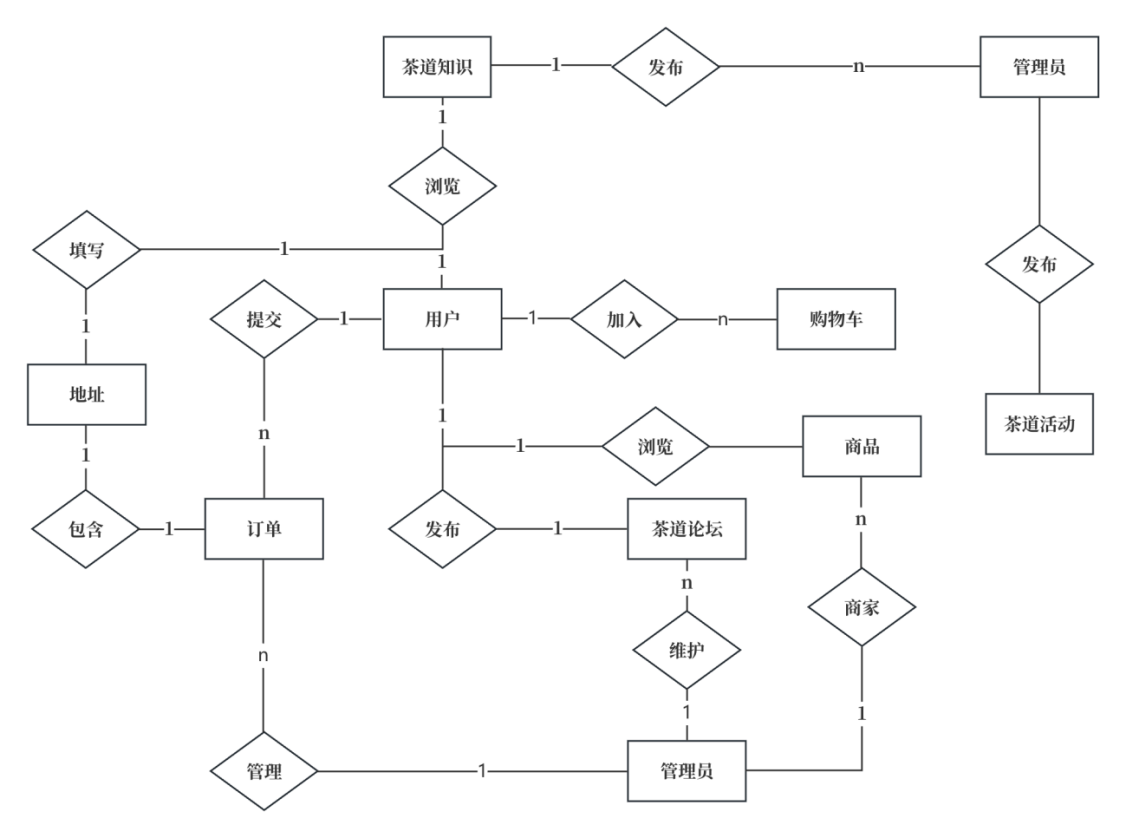 茶道知识
1
发布
n
管理员
1
浏览
填写
1
1
发布
提交
1
用户
1
加入
n
购物车
1
地址
1
茶道活动
n
1
浏览
商品
1
包含
1
订单
发布
1
茶道论坛
n
n
商家
n
维护
1
1
管理
1
管理员